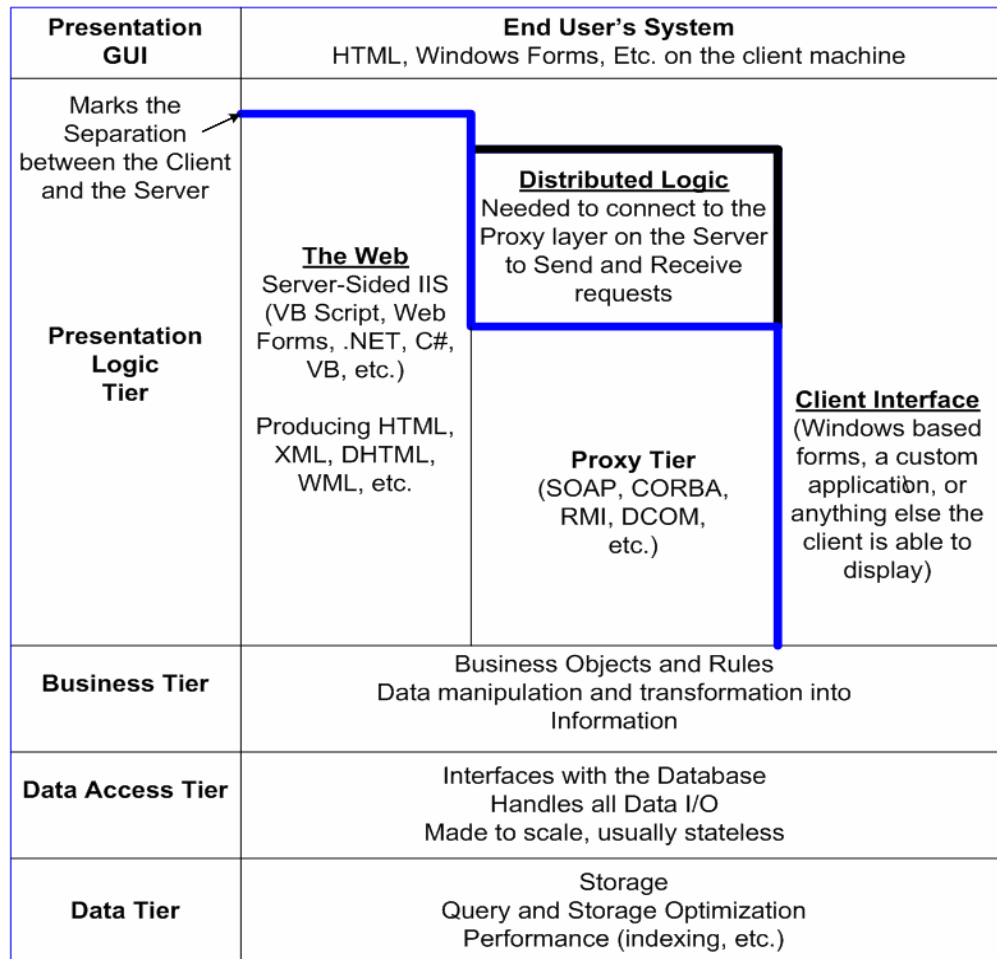 Presentation
GUI
End User's System
HTML, Windows Forms, Etc. on the client machine
Marks the
Separation
between the Client
and the Server
Presentation
Logic
Tier
The Web
Server-Sided IIS
(VB Script, Web
Forms, .NET, C#,
VB, etc.)
Producing HTML,
XML, DHTML,
WML, etc.
Distributed Logic
Needed to connect to the
Proxy layer on the Server
to Send and Receive
requests
Proxy Tier
(SOAP, CORBA,
RMI, DCOM,
etc.)
Client Interface
(Windows based
forms, a custom
application, or
anything else the
client is able to
display)
Business Tier
Business Objects and Rules
Data manipulation and transformation into
Information
Data Access Tier
Interfaces with the Database
Handles all Data I/O
Made to scale, usually stateless
Data Tier
Storage
Query and Storage Optimization
Performance (indexing, etc.)